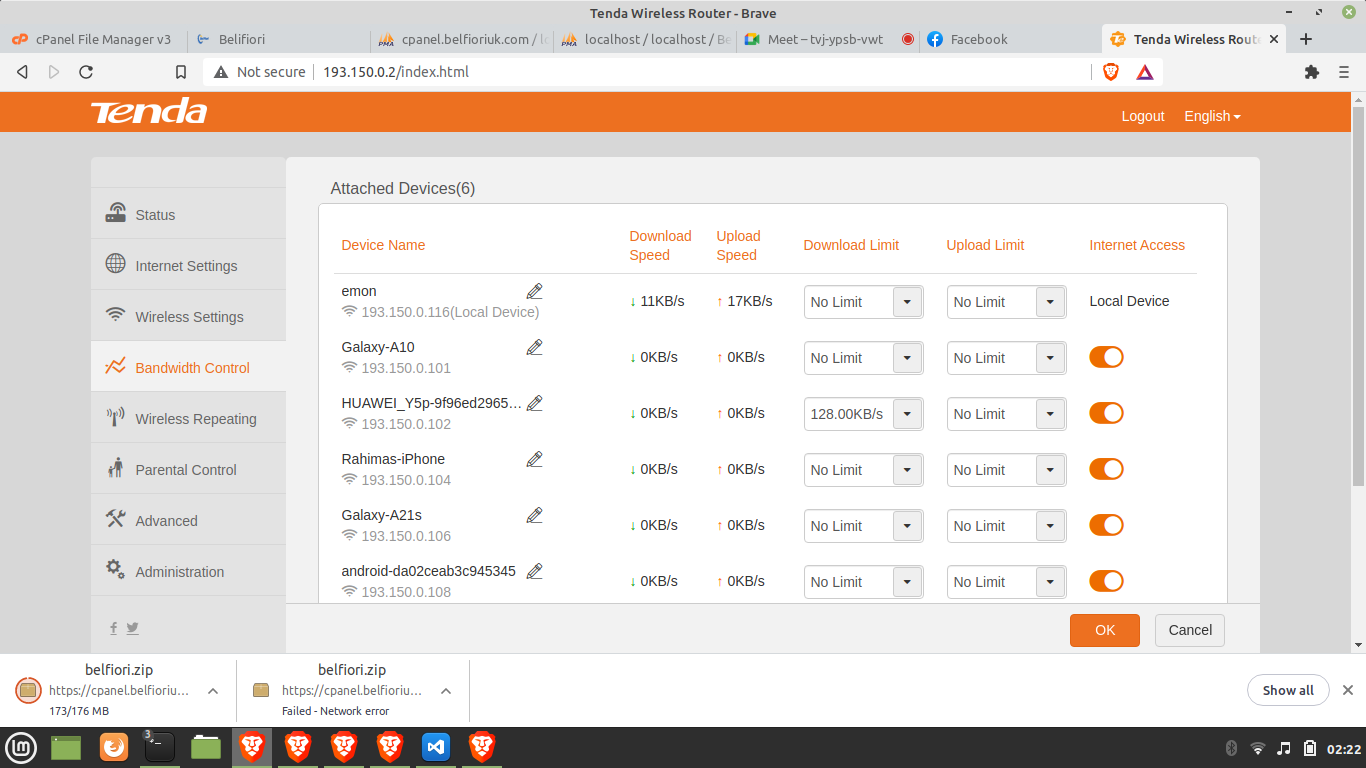 Tenda Wireless Router - Brave
cPanel File Manager v3
Belifiori
cpanel.belfioriuk.com / lo
localhost / localhost / Be
Meet – tvj-ypsb-vwt
Facebook
Tenda Wireless Route
Not secure
193.150.0.2/index.html
Tenda
Logout
English
Status
Internet Settings
Wireless Settings
Bandwidth Control
Wireless Repeating
Parental Control
Advanced
Administration
Attached Devices(6)
Device Name
Download Speed
Upload Speed
Download Limit
Upload Limit
Internet Access
emon
193.150.0.116(Local Device)
↓ 11KB/s
↑ 17KB/s
No Limit
No Limit
Local Device
Galaxy-A10
193.150.0.101
↓ 0KB/s
↑ 0KB/s
No Limit
No Limit
HUAWEI_Y5p-9f96ed2965...
193.150.0.102
↓ 0KB/s
↑ 0KB/s
128.00KB/s
No Limit
Rahimas-iPhone
193.150.0.104
↓ 0KB/s
↑ 0KB/s
No Limit
No Limit
Galaxy-A21s
193.150.0.106
↓ 0KB/s
↑ 0KB/s
No Limit
No Limit
android-da02ceab3c945345
193.150.0.108
↓ 0KB/s
↑ 0KB/s
No Limit
No Limit
OK
Cancel
belfiori.zip
https://cpanel.belfioriu...
173/176 MB
belfiori.zip
https://cpanel.belfioriu...
Failed - Network error
Show all
3
02:22